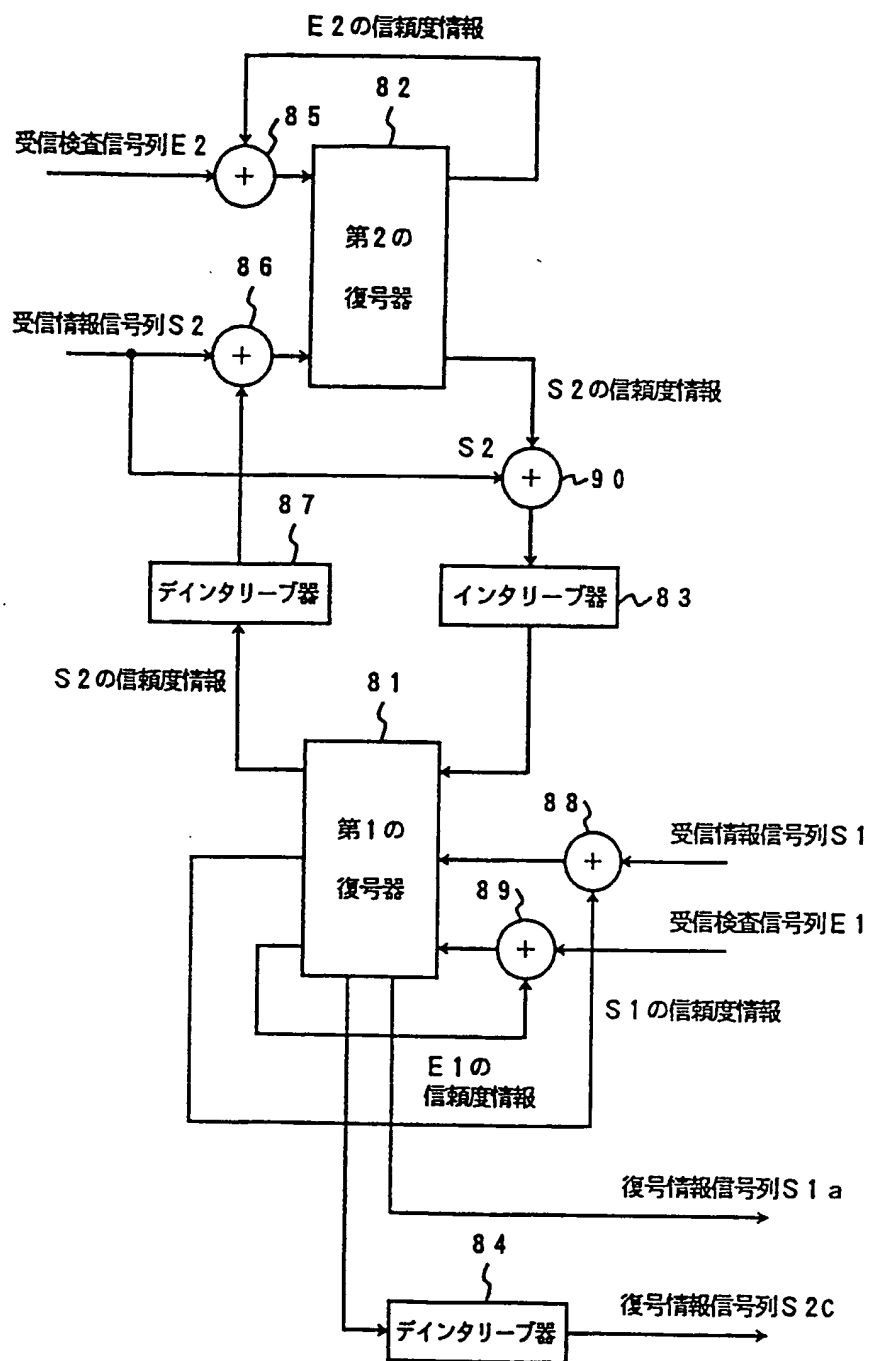 E2の信頼度情報
82
85
受信検査信号列E2
+
第2の
復号器
86
受信情報信号列S2
+
S2の信頼度情報
S2
+
90
87
デインタリーブ器
インタリーブ器
83
S2の信頼度情報
81
88
第1の
復号器
受信情報信号列S1
+
89
受信検査信号列E1
+
S1の信頼度情報
E1の
信頼度情報
復号情報信号列S1a
84
復号情報信号列S2c
デインタリーブ器